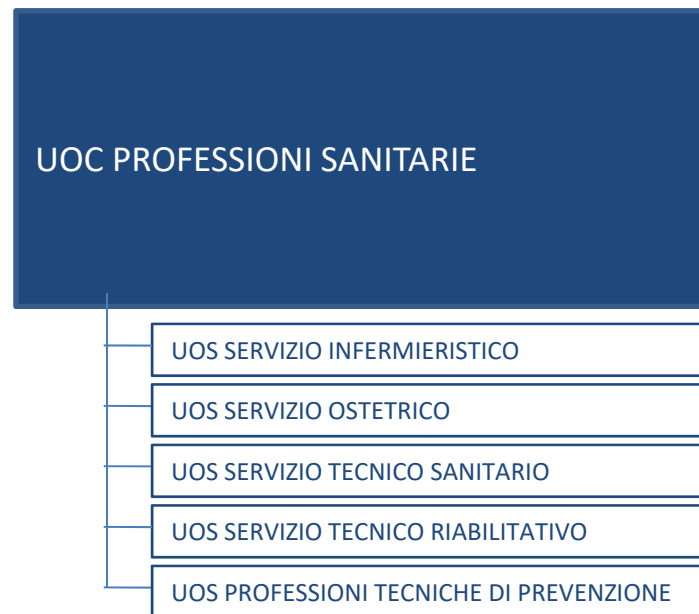 UOC PROFESSIONI SANITARIE
UOS SERVIZIO INFERMIERISTICO
UOS SERVIZIO OSTETRICO
UOS SERVIZIO TECNICO SANITARIO
UOS SERVIZIO TECNICO RIABILITATIVO
UOS PROFESSIONI TECNICHE DI PREVENZIONE